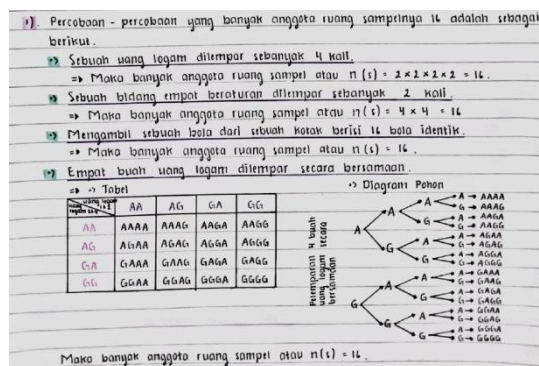 1). Percobaan - percobaan yang banyak anggota ruang sampelnya 16 adalah sebagai
berikut.
-> Sebuah uang logam dilempar sebanyak 4 kali.
=> Maka banyak anggota ruang sampel atau n (s) = 2 x 2 x 2 x 2 = 16.
-> Sebuah bidang empat beraturan dilempar sebanyak 2 kali.
=> Maka banyak anggota ruang sampel atau n (s) = 4 x 4 = 16
-> Mengambil sebuah bola dari sebuah kotak berisi 16 bola identik.
=> Maka banyak anggota ruang sampel atau n (s) = 16.
-> Empat buah uang logam dilempar secara bersamaan.
=> -> Tabel
AA AG GA GG
AA AAAA AAAG AAGA AAGG
AG AGAA AGAG AGGA AGGG
GA GAAA GAAG GAGA GAGG
GG GGAA GGAG GGGA GGGG
-> Diagram Pohon
Pelemparan 4 buah
uang logam secara
bersamaan
A A A A → AAAA
G → AAAG
G A → AAGA
G → AAGG
G A A → AGAA
G → AGAG
G A → AGGA
G → AGGG
G A A A → GAAA
G → GAAG
G A → GAGA
G → GAGG
G A A → GGAA
G → GGAG
G A → GGGA
G → GGGG
Maka banyak anggota ruang sampel atau n(s) = 16.